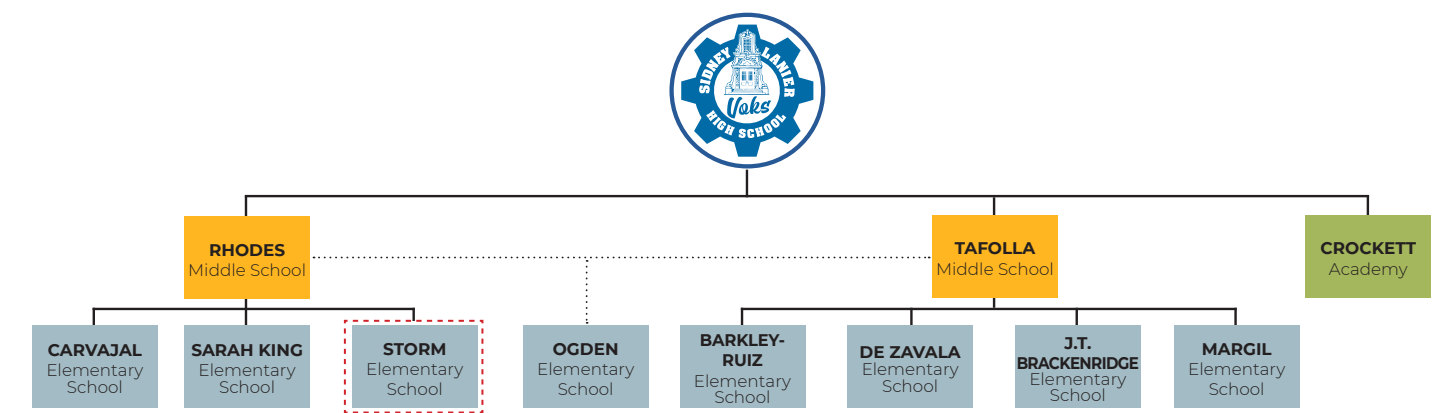 SIDNEY LANIER
Voks
HIGH SCHOOL
RHODES
Middle School
TAFOLLA
Middle School
CROCKETT
Academy
CARVAJAL
Elementary
School
SARAH KING
Elementary
School
STORM
Elementary
School
OGDEN
Elementary
School
BARKLEY-
RUIZ
Elementary
School
DE ZAVALA
Elementary
School
J.T.
BRACKENRIDGE
Elementary
School
MARGIL
Elementary
School